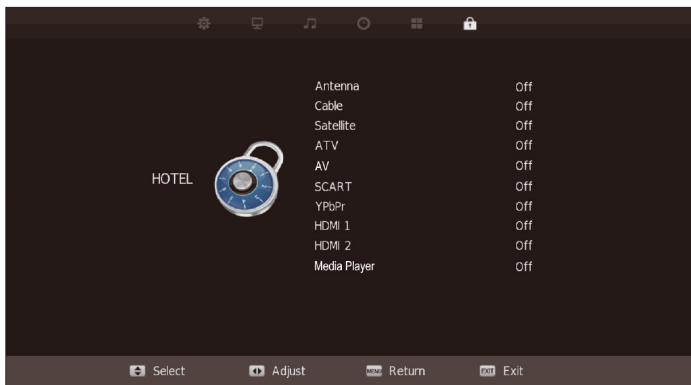 Antenna Off
Cable Off
Satellite Off
ATV Off
AV Off
HOTEL
SCART Off
YPbPr Off
HDMI 1 Off
HDMI 2 Off
Media Player Off
Select Adjust MENU Return EXIT Exit